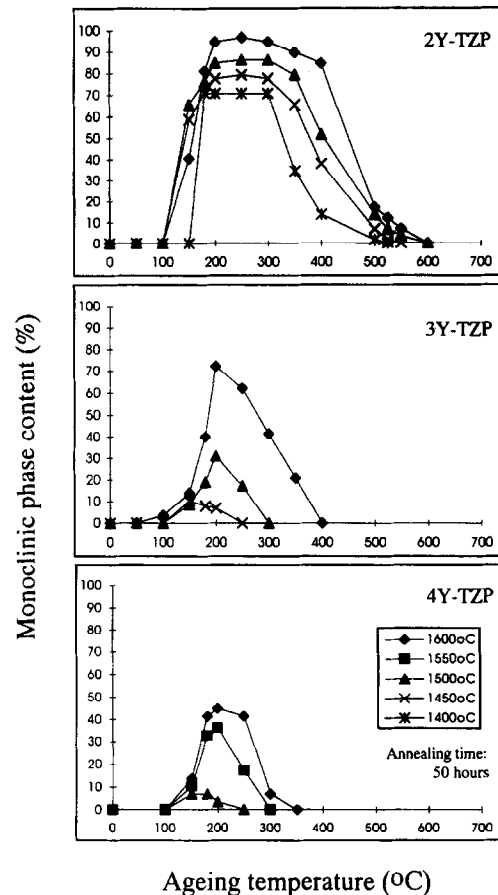 2Y-TZP
100
90
80
70
60
50
40
30
20
10
0
0 100 200 300 400 500 600 700
3Y-TZP
100
90
80
70
60
50
40
30
20
10
0
0 100 200 300 400 500 600 700
4Y-TZP
100
90
80
70
60
50
40
30
20
10
0
0 100 200 300 400 500 600 700
1600oC
1550oC
1500oC
1450oC
1400oC
Annealing time:
50 hours
Monoclinic phase content (%)
Ageing temperature (OC)